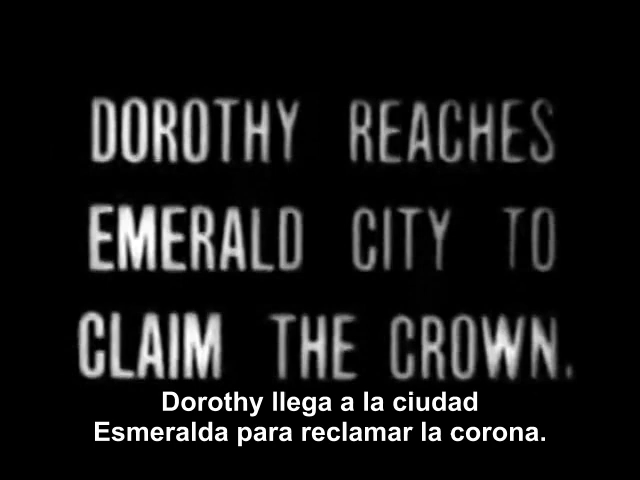 DOROTHY REACHES
EMERALD CITY TO
CLAIM THE CROWN.
Dorothy llega a la ciudad
Esmeralda para reclamar la corona.